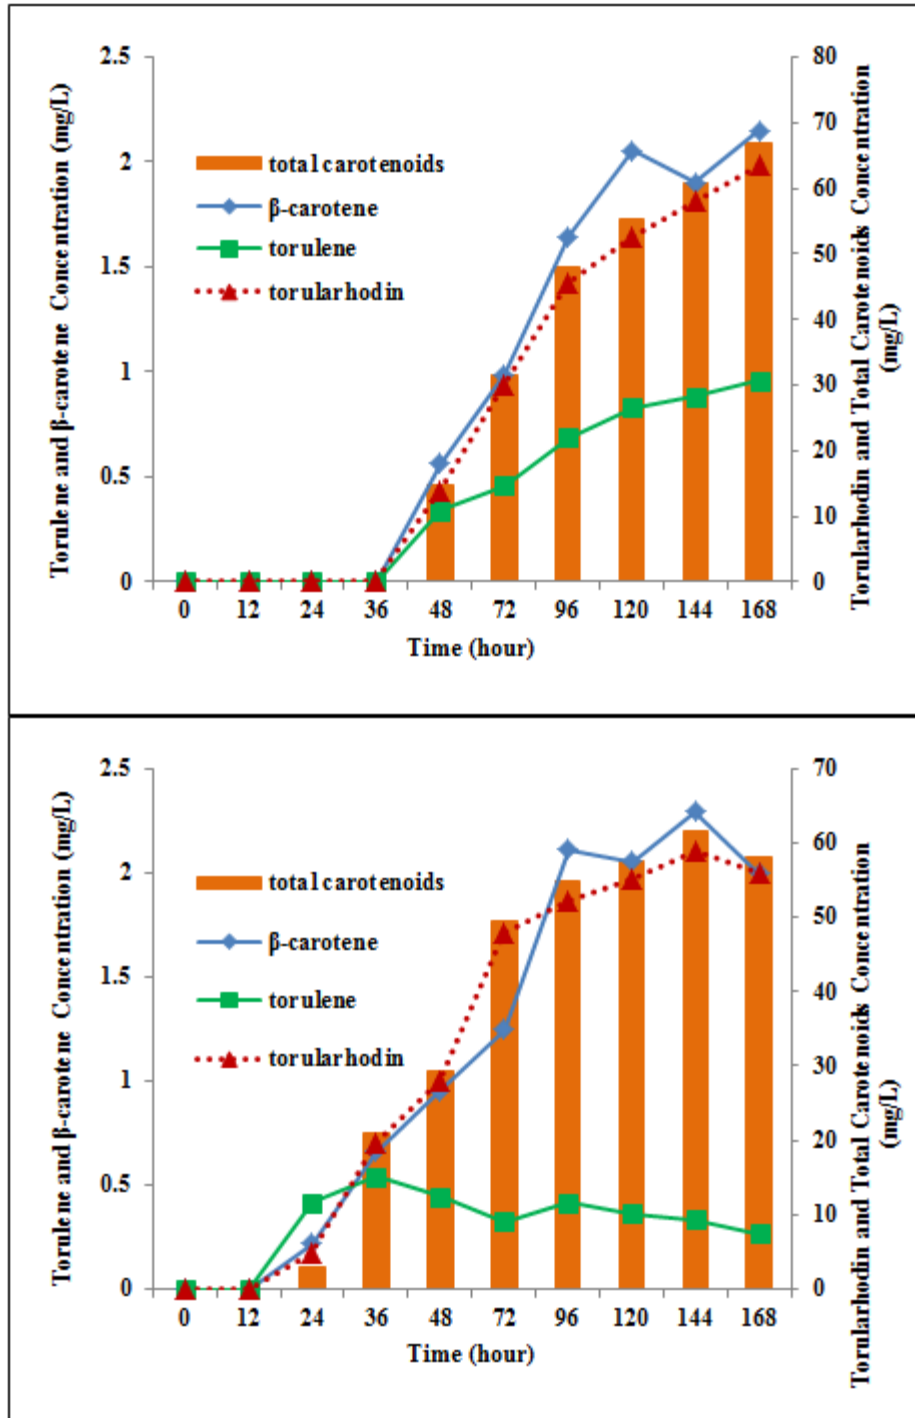 Torulene and β-carotene Concentration (mg/L)
2.5
2
1.5
1
0.5
0
total carotenoids
β-carotene
torulene
torularhodin
80
70
60
50
40
30
20
10
0
Torularhodin and Total Carotenoids Concentration
(mg/L)
0 12 24 36 48 72 96 120 144 168
Time (hour)
Torulene and β-carotene Concentration (mg/L)
2.5
2
1.5
1
0.5
0
total carotenoids
β-carotene
torulene
torularhodin
70
60
50
40
30
20
10
0
Torularhodin and Total Carotenoids Concentration
(mg/L)
0 12 24 36 48 72 96 120 144 168
Time (hour)